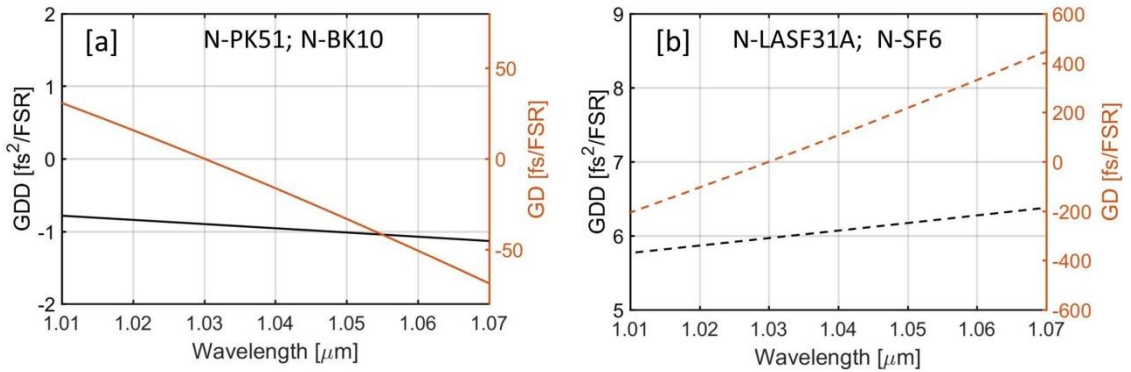 [a] N-PK51; N-BK10
GDD [fs²/FSR]
2
1
0
-1
-2
50
0
-50
GD [fs/FSR]
1.01 1.02 1.03 1.04 1.05 1.06 1.07
Wavelength [μm]
[b] N-LASF31A; N-SF6
GDD [fs²/FSR]
9
8
7
6
5
600
400
200
0
-200
-400
-600
GD [fs/FSR]
1.01 1.02 1.03 1.04 1.05 1.06 1.07
Wavelength [μm]